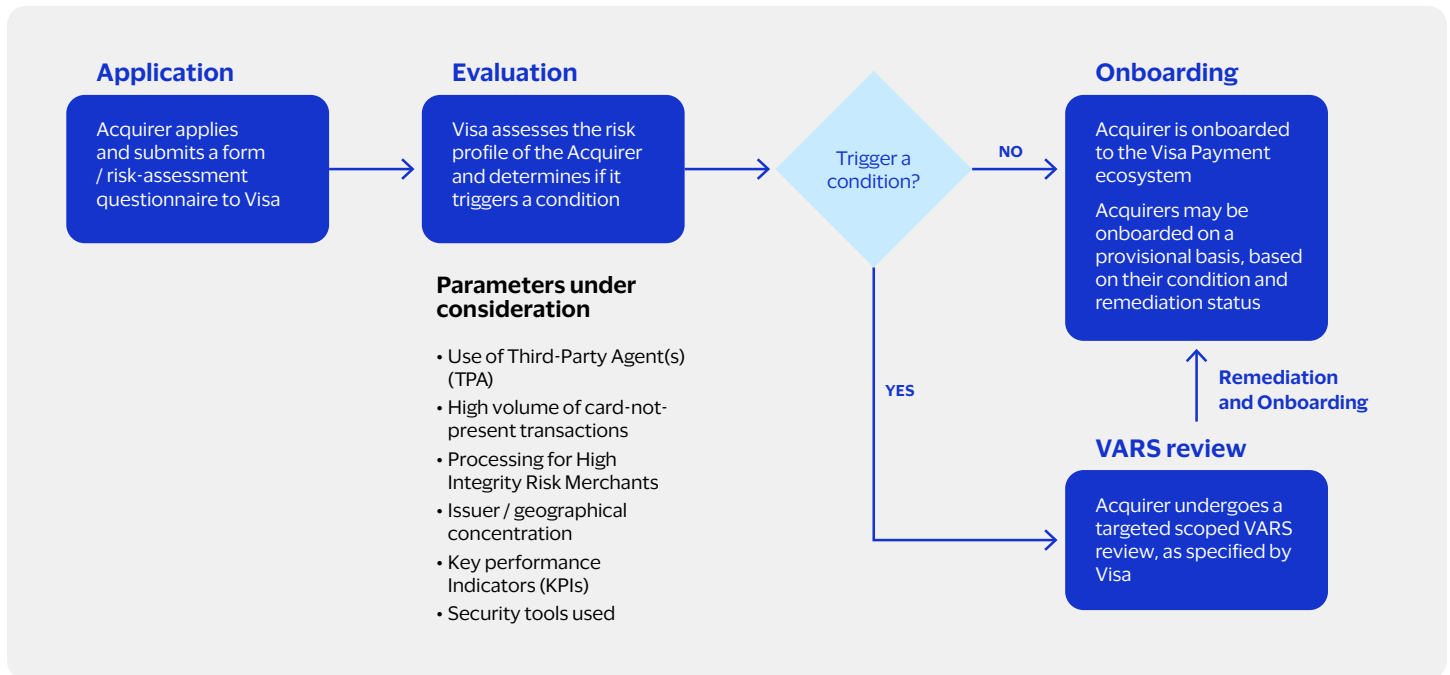 Application
Acquirer applies
and submits a form
/ risk-assessment
questionnaire to Visa
Evaluation
Visa assesses the risk
profile of the Acquirer
and determines if it
triggers a condition
Parameters under
consideration
• Use of Third-Party Agent(s)
(TPA)
• High volume of card-not-
present transactions
• Processing for High
Integrity Risk Merchants
• Issuer / geographical
concentration
• Key performance
Indicators (KPIs)
• Security tools used
Trigger a
condition?
NO
YES
Onboarding
Acquirer is onboarded
to the Visa Payment
ecosystem
Acquirers may be
onboarded on a
provisional basis, based
on their condition and
remediation status
Remediation
and Onboarding
VARS review
Acquirer undergoes a
targeted scoped VARS
review, as specified by
Visa